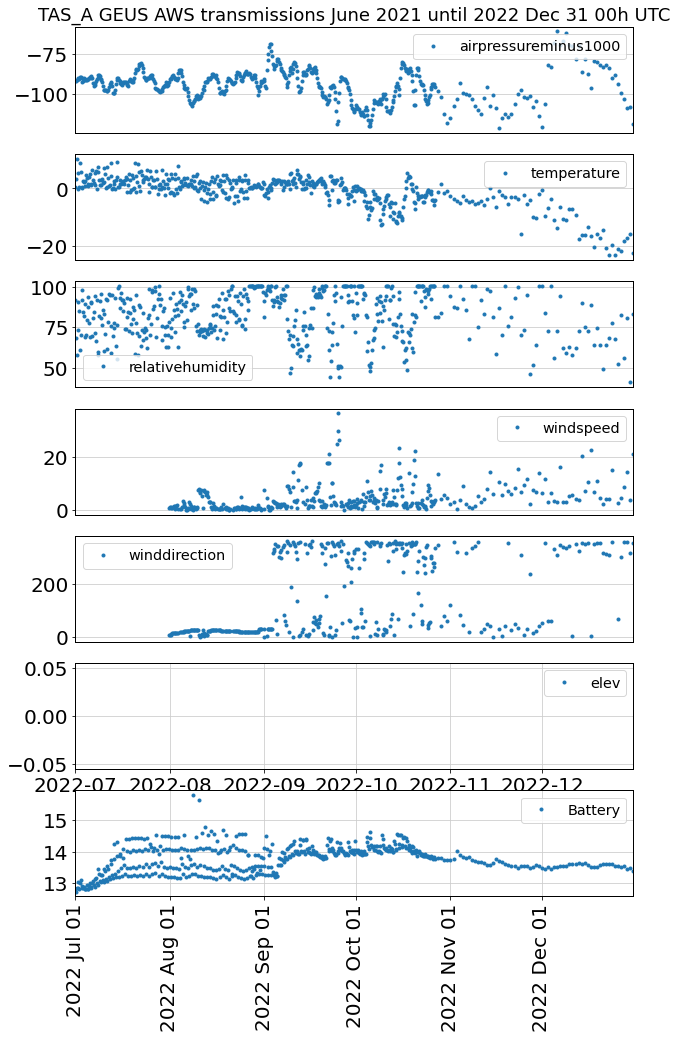 TAS_A GEUS AWS transmissions June 2021 until 2022 Dec 31 00h UTC
airpressureminus1000
−75
−100
temperature
0
−20
100
75
50
relativehumidity
windspeed
20
0
winddirection
200
0
elev
0.05
0.00
−0.05
2022-07 2022-08 2022-09 2022-10 2022-11 2022-12
Battery
15
14
13
2022 Jul 01
2022 Aug 01
2022 Sep 01
2022 Oct 01
2022 Nov 01
2022 Dec 01